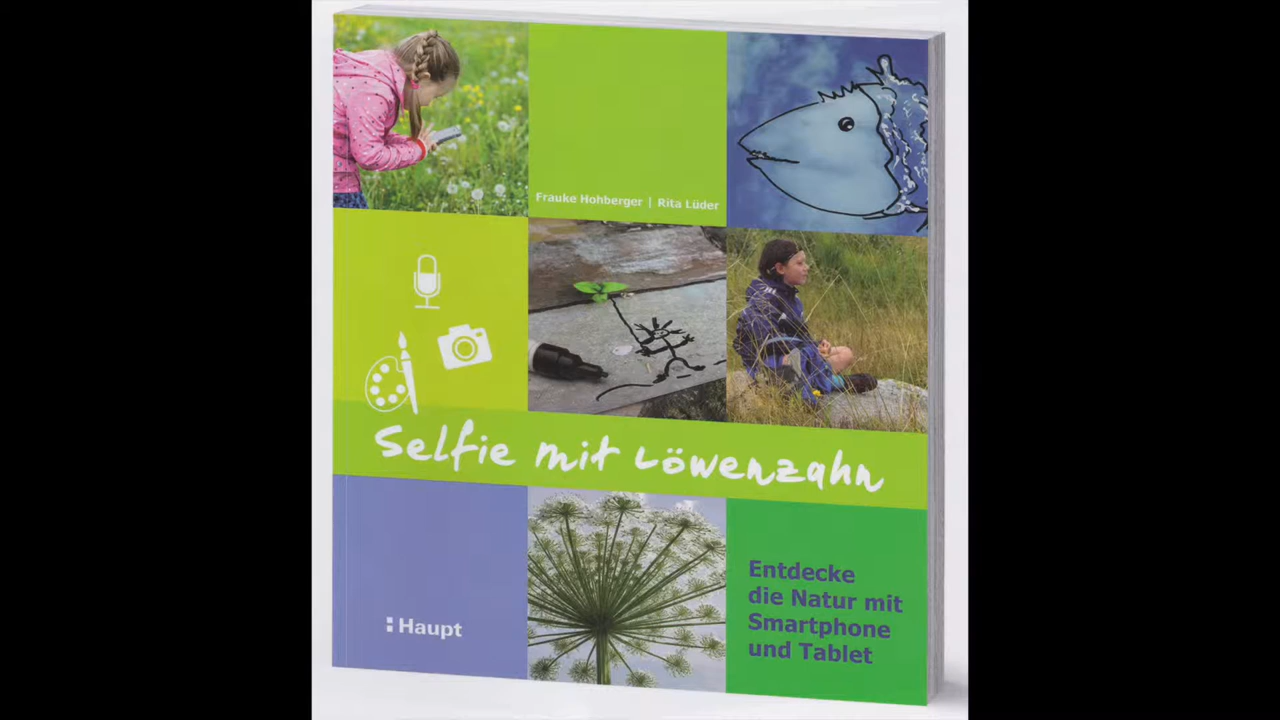 Frauke Hohberger | Rita Lüder
Selfie mit Löwenzahn
Entdecke
die Natur mit
Smartphone
und Tablet
Haupt